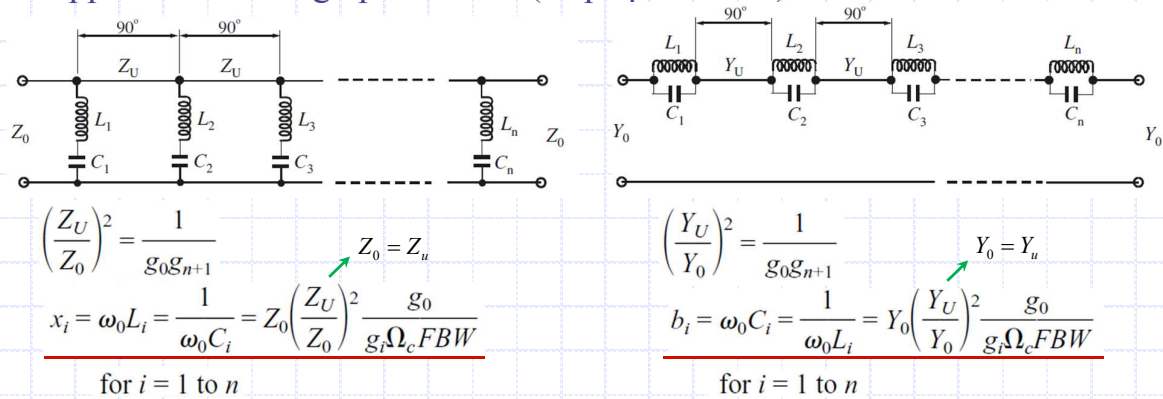 90° 90°
Z_U Z_U
L_1 L_2 L_3 L_n
Z_0 Z_0
C_1 C_2 C_3 C_n
(Z_U/Z_0)^2 = 1/(g_0 g_{n+1})
Z_0 = Z_u
x_i = ω_0 L_i = 1/(ω_0 C_i) = Z_0 (Z_U/Z_0)^2 g_0/(g_i Ω_c FBW)
for i = 1 to n
90° 90°
L_1 L_2 L_3 L_n
Y_U Y_U
C_1 C_2 C_3 C_n
Y_0 Y_0
(Y_U/Y_0)^2 = 1/(g_0 g_{n+1})
Y_0 = Y_u
b_i = ω_0 C_i = 1/(ω_0 L_i) = Y_0 (Y_U/Y_0)^2 g_0/(g_i Ω_c FBW)
for i = 1 to n